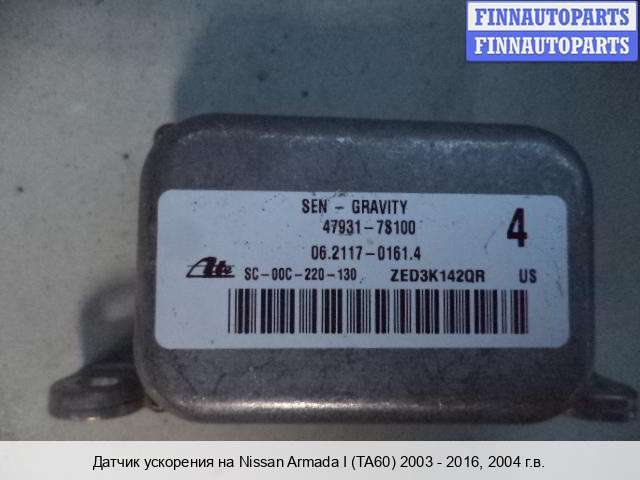 FINNAUTOPARTS
FINNAUTOPARTS
SEN - GRAVITY
47931-7S100
4
06.2117-0161.4
Ate SC-00C-220-130 ZED3K142QR US
Датчик ускорения на Nissan Armada I (TA60) 2003 - 2016, 2004 г.в.